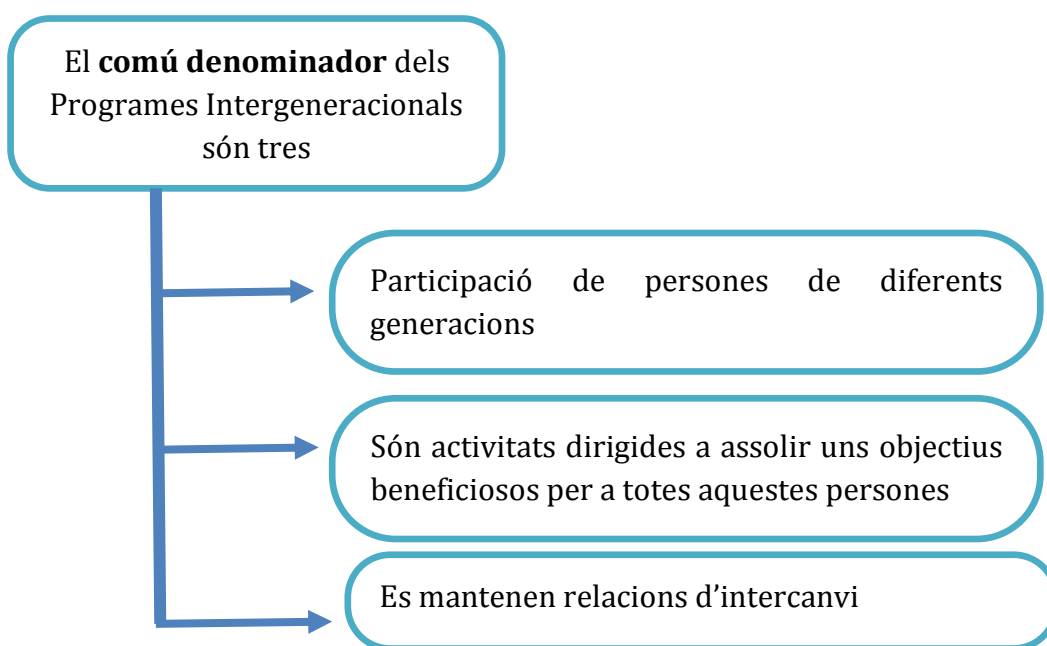 El comú denominador dels
Programes Intergeneracionals
són tres
Participació de persones de diferents
generacions
Són activitats dirigides a assolir uns objectius
beneficiosos per a totes aquestes persones
Es mantenen relacions d’intercanvi